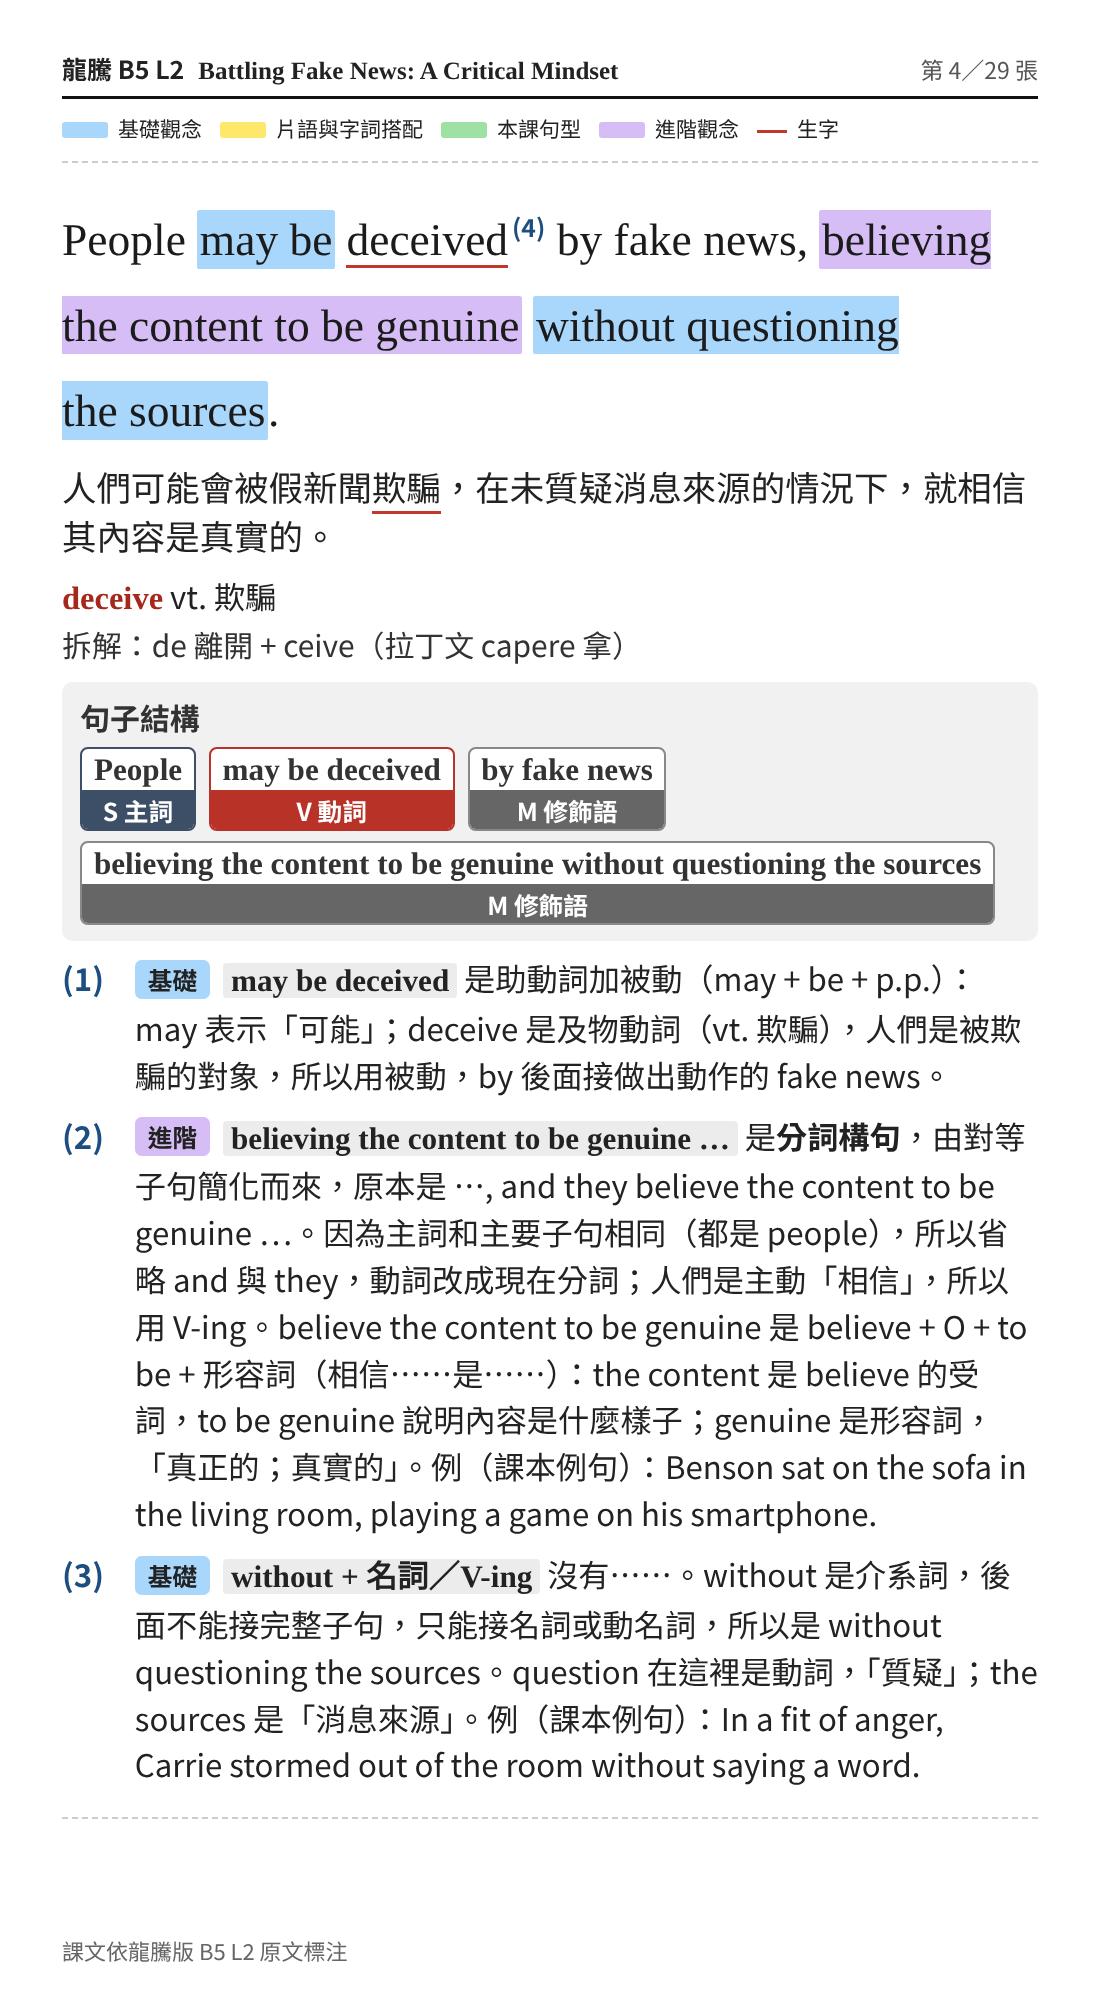 龍騰 B5 L2 Battling Fake News: A Critical Mindset 第 4／29 張
基礎觀念 片語與字詞搭配 本課句型 進階觀念 生字
People may be deceived(4) by fake news, believing
the content to be genuine without questioning
the sources.
人們可能會被假新聞欺騙，在未質疑消息來源的情況下，就相信
其內容是真實的。
deceive vt. 欺騙
拆解：de 離開 + ceive（拉丁文 capere 拿）
句子結構
People may be deceived by fake news
S 主詞 V 動詞 M 修飾語
believing the content to be genuine without questioning the sources
M 修飾語
(1) 基礎 may be deceived 是助動詞加被動（may + be + p.p.）：
may 表示「可能」；deceive 是及物動詞（vt. 欺騙），人們是被欺
騙的對象，所以用被動，by 後面接做出動作的 fake news。
(2) 進階 believing the content to be genuine … 是分詞構句，由對等
子句簡化而來，原本是 …, and they believe the content to be
genuine …。因為主詞和主要子句相同（都是 people），所以省
略 and 與 they，動詞改成現在分詞；人們是主動「相信」，所以
用 V-ing。believe the content to be genuine 是 believe + O + to
be + 形容詞（相信……是……）：the content 是 believe 的受
詞，to be genuine 說明內容是什麼樣子；genuine 是形容詞，
「真正的；真實的」。例（課本例句）：Benson sat on the sofa in
the living room, playing a game on his smartphone.
(3) 基礎 without + 名詞／V-ing 沒有……。without 是介系詞，後
面不能接完整子句，只能接名詞或動名詞，所以是 without
questioning the sources。question 在這裡是動詞，「質疑」；the
sources 是「消息來源」。例（課本例句）：In a fit of anger,
Carrie stormed out of the room without saying a word.
課文依龍騰版 B5 L2 原文標注